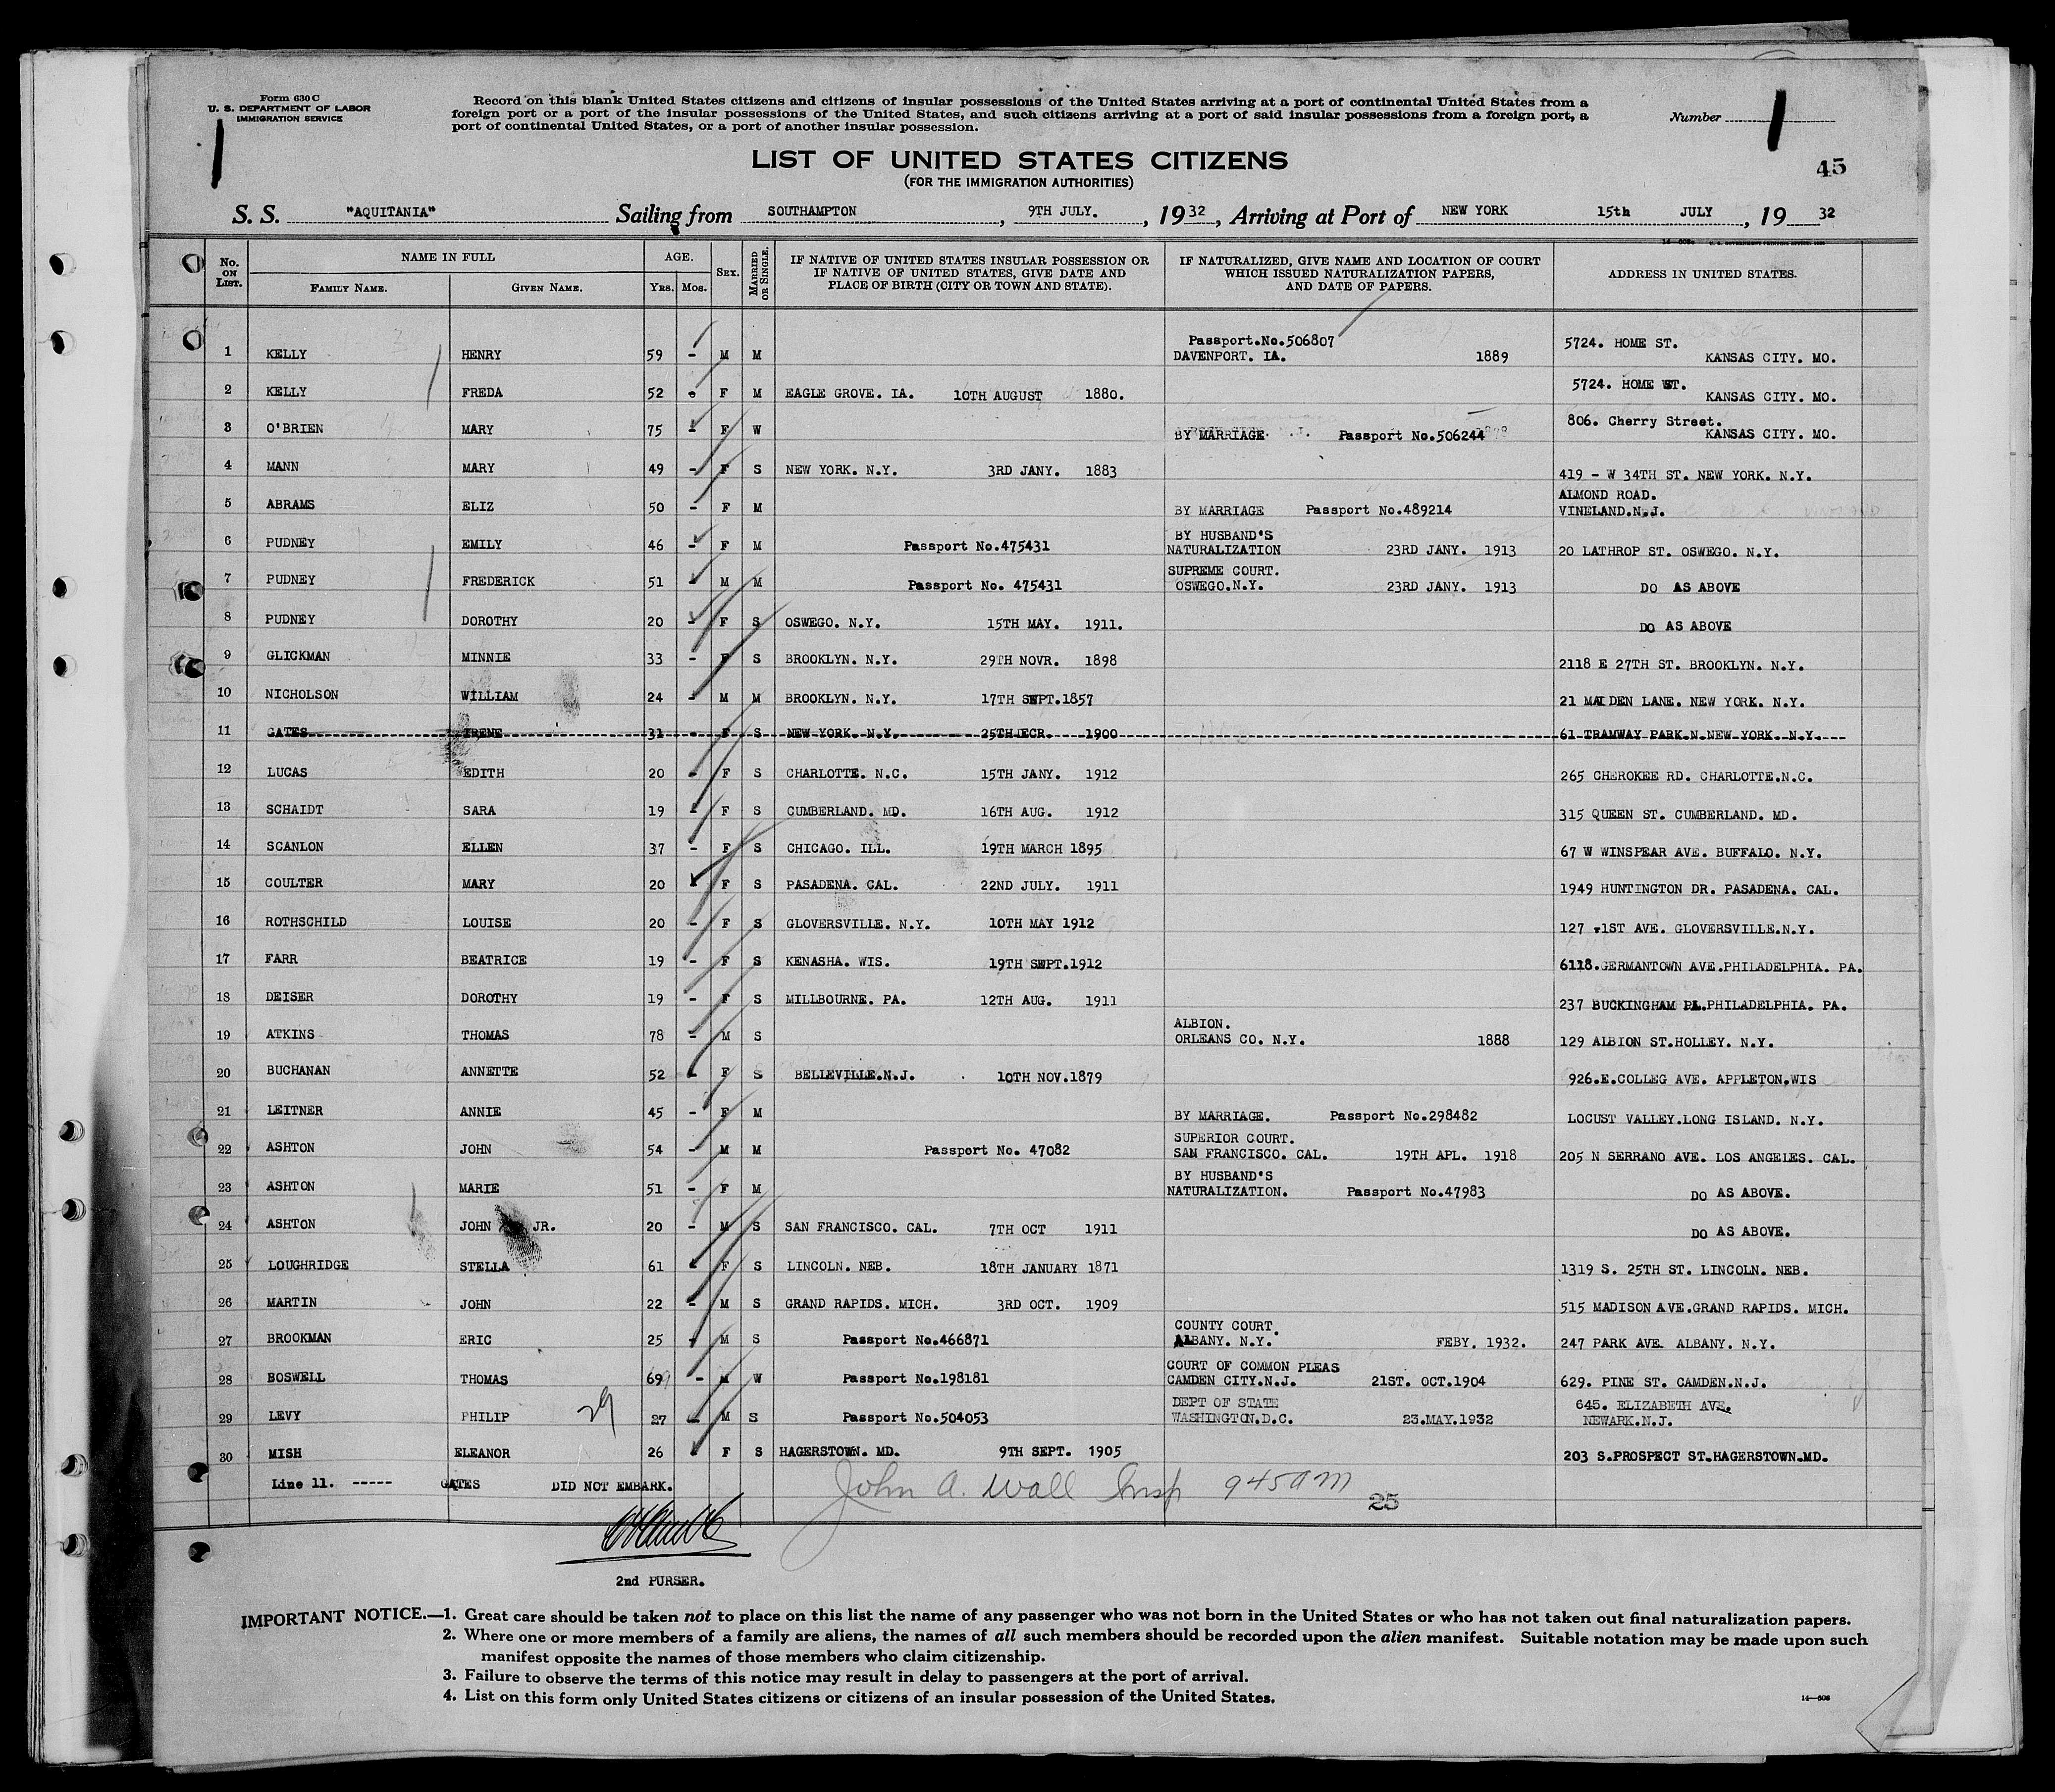 Form 630 C
U. S. DEPARTMENT OF LABOR
IMMIGRATION SERVICE
Record on this blank United States citizens and citizens of insular possessions of the United States arriving at a port of continental United States from a
foreign port or a port of the insular possessions of the United States, and such citizens arriving at a port of said insular possessions from a foreign port, a
port of continental United States, or a port of another insular possession.
Number 1
1
45
LIST OF UNITED STATES CITIZENS
(FOR THE IMMIGRATION AUTHORITIES)
S. S. "AQUITANIA" Sailing from SOUTHAMPTON, 9TH JULY., 1932, Arriving at Port of NEW YORK 15th JULY, 19 32
No. ON LIST. NAME IN FULL AGE. SEX. MARRIED OR SINGLE. IF NATIVE OF UNITED STATES INSULAR POSSESSION OR IF NATIVE OF UNITED STATES, GIVE DATE AND PLACE OF BIRTH (CITY OR TOWN AND STATE). IF NATURALIZED, GIVE NAME AND LOCATION OF COURT WHICH ISSUED NATURALIZATION PAPERS, AND DATE OF PAPERS. ADDRESS IN UNITED STATES.
FAMILY NAME. GIVEN NAME. YRS. MOS.
1 KELLY HENRY 59 - M M Passport.No.506807 DAVENPORT. IA. 1889 5724. HOME ST. KANSAS CITY. MO.
2 KELLY FREDA 52 F M EAGLE GROVE. IA. 10TH AUGUST 1880. 5724. HOME ST. KANSAS CITY. MO.
3 O'BRIEN MARY 75 - F W BY MARRIAGE Passport No.506244 806. Cherry Street. KANSAS CITY. MO.
4 MANN MARY 49 - F S NEW YORK. N.Y. 3RD JANY. 1883 419 - W 34TH ST. NEW YORK. N.Y.
5 ABRAMS ELIZ 50 - F M BY MARRIAGE Passport No.489214 ALMOND ROAD. VINELAND.N.J.
6 PUDNEY EMILY 46 - F M Passport No.475431 BY HUSBAND'S NATURALIZATION 23RD JANY. 1913 20 LATHROP ST. OSWEGO. N.Y.
7 PUDNEY FREDERICK 51 - M M Passport No. 475431 SUPREME COURT. OSWEGO.N.Y. 23RD JANY. 1913 DO AS ABOVE
8 PUDNEY DOROTHY 20 - F S OSWEGO. N.Y. 15TH MAY. 1911. DO AS ABOVE
9 GLICKMAN MINNIE 33 - F S BROOKLYN. N.Y. 29TH NOVR. 1898 2118 E 27TH ST. BROOKLYN. N.Y.
10 NICHOLSON WILLIAM 24 - M M BROOKLYN. N.Y. 17TH SEPT.1857 21 MAIDEN LANE. NEW YORK. N.Y.
11 GATES IRENE 31 - F S NEW YORK. N.Y. 25TH ECR. 1900 61 TRAMWAY PARK.N.NEW YORK. N.Y.
12 LUCAS EDITH 20 - F S CHARLOTTE. N.C. 15TH JANY. 1912 265 CHEROKEE RD. CHARLOTTE.N.C.
13 SCHAIDT SARA 19 - F S CUMBERLAND. MD. 16TH AUG. 1912 315 QUEEN ST. CUMBERLAND. MD.
14 SCANLON ELLEN 37 - F S CHICAGO. ILL. 19TH MARCH 1895 67 W WINSPEAR AVE. BUFFALO. N.Y.
15 COULTER MARY 20 - F S PASADENA. CAL. 22ND JULY. 1911 1949 HUNTINGTON DR. PASADENA. CAL.
16 ROTHSCHILD LOUISE 20 - F S GLOVERSVILLE. N.Y. 10TH MAY 1912 127 -1ST AVE. GLOVERSVILLE.N.Y.
17 FARR BEATRICE 19 - F S KENASHA. WIS. 19TH SEPT.1912 6118.GERMANTOWN AVE.PHILADELPHIA. PA.
18 DEISER DOROTHY 19 - F S MILLBOURNE. PA. 12TH AUG. 1911 237 BUCKINGHAM PL.PHILADELPHIA. PA.
19 ATKINS THOMAS 78 - M S ALBION. ORLEANS CO. N.Y. 1888 129 ALBION ST.HOLLEY. N.Y.
20 BUCHANAN ANNETTE 52 - F S BELLEVILLE.N.J. 10TH NOV.1879 926.E.COLLEG AVE. APPLETON.WIS
21 LEITNER ANNIE 45 - F M BY MARRIAGE. Passport No.298482 LOCUST VALLEY.LONG ISLAND. N.Y.
22 ASHTON JOHN 54 - M M Passport No. 47082 SUPERIOR COURT. SAN FRANCISCO. CAL. 19TH APL. 1918 205 N SERRANO AVE. LOS ANGELES. CAL.
23 ASHTON MARIE 51 - F M BY HUSBAND'S NATURALIZATION. Passport No.47983 DO AS ABOVE.
24 ASHTON JOHN JR. 20 - M S SAN FRANCISCO. CAL. 7TH OCT 1911 DO AS ABOVE.
25 LOUGHRIDGE STELLA 61 - F S LINCOLN. NEB. 18TH JANUARY 1871 1319 S. 25TH ST. LINCOLN. NEB.
26 MARTIN JOHN 22 - M S GRAND RAPIDS. MICH. 3RD OCT. 1909 515 MADISON AVE.GRAND RAPIDS. MICH.
27 BROOKMAN ERIC 25 - M S Passport No.466871 COUNTY COURT. ALBANY. N.Y. FEBY. 1932. 247 PARK AVE. ALBANY. N.Y.
28 BOSWELL THOMAS 69 - M W Passport No.198181 COURT OF COMMON PLEAS CAMDEN CITY.N.J. 21ST. OCT.1904 629. PINE ST. CAMDEN.N.J.
29 LEVY PHILIP 29 27 - M S Passport No.504053 DEPT OF STATE WASHINGTON.D.C. 23.MAY.1932 645. ELIZABETH AVE. NEWARK.N.J.
30 MISH ELEANOR 26 - F S HAGERSTOWN. MD. 9TH SEPT. 1905 203 S.PROSPECT ST.HAGERSTOWN.MD.
Line 11. ----- GATES DID NOT EMBARK.
John A. Wall Insp 945am
25
2nd PURSER.
IMPORTANT NOTICE.—1. Great care should be taken not to place on this list the name of any passenger who was not born in the United States or who has not taken out final naturalization papers.
2. Where one or more members of a family are aliens, the names of all such members should be recorded upon the alien manifest. Suitable notation may be made upon such
manifest opposite the names of those members who claim citizenship.
3. Failure to observe the terms of this notice may result in delay to passengers at the port of arrival.
4. List on this form only United States citizens or citizens of an insular possession of the United States.
14—606